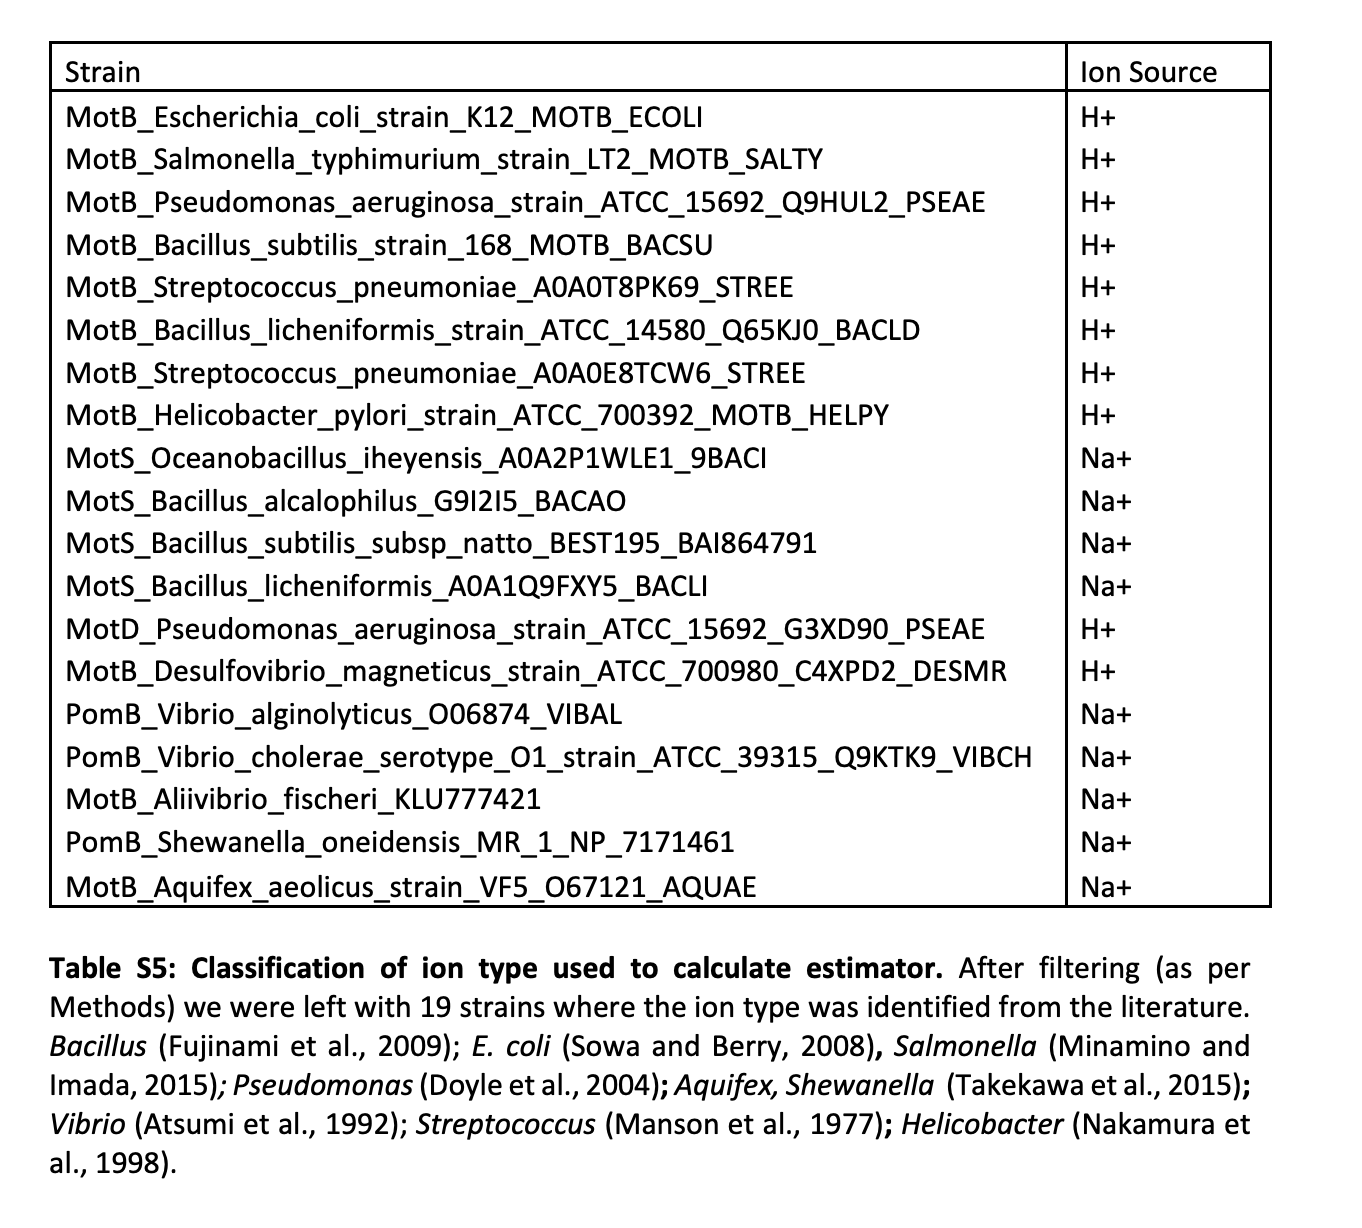 Strain Ion Source
MotB_Escherichia_coli_strain_K12_MOTB_ECOLI H+
MotB_Salmonella_typhimurium_strain_LT2_MOTB_SALTY H+
MotB_Pseudomonas_aeruginosa_strain_ATCC_15692_Q9HUL2_PSEAE H+
MotB_Bacillus_subtilis_strain_168_MOTB_BACSU H+
MotB_Streptococcus_pneumoniae_A0A0T8PK69_STREE H+
MotB_Bacillus_licheniformis_strain_ATCC_14580_Q65KJ0_BACLD H+
MotB_Streptococcus_pneumoniae_A0A0E8TCW6_STREE H+
MotB_Helicobacter_pylori_strain_ATCC_700392_MOTB_HELPY H+
MotS_Oceanobacillus_iheyensis_A0A2P1WLE1_9BACI Na+
MotS_Bacillus_alcalophilus_G9I2I5_BACAO Na+
MotS_Bacillus_subtilis_subsp_natto_BEST195_BAI864791 Na+
MotS_Bacillus_licheniformis_A0A1Q9FXY5_BACLI Na+
MotD_Pseudomonas_aeruginosa_strain_ATCC_15692_G3XD90_PSEAE H+
MotB_Desulfovibrio_magneticus_strain_ATCC_700980_C4XPD2_DESMR H+
PomB_Vibrio_alginolyticus_O06874_VIBAL Na+
PomB_Vibrio_cholerae_serotype_O1_strain_ATCC_39315_Q9KTK9_VIBCH Na+
MotB_Aliivibrio_fischeri_KLU777421 Na+
PomB_Shewanella_oneidensis_MR_1_NP_7171461 Na+
MotB_Aquifex_aeolicus_strain_VF5_O67121_AQUAE Na+
Table S5: Classification of ion type used to calculate estimator. After filtering (as per
Methods) we were left with 19 strains where the ion type was identified from the literature.
Bacillus (Fujinami et al., 2009); E. coli (Sowa and Berry, 2008), Salmonella (Minamino and
Imada, 2015); Pseudomonas (Doyle et al., 2004); Aquifex, Shewanella (Takekawa et al., 2015);
Vibrio (Atsumi et al., 1992); Streptococcus (Manson et al., 1977); Helicobacter (Nakamura et
al., 1998).